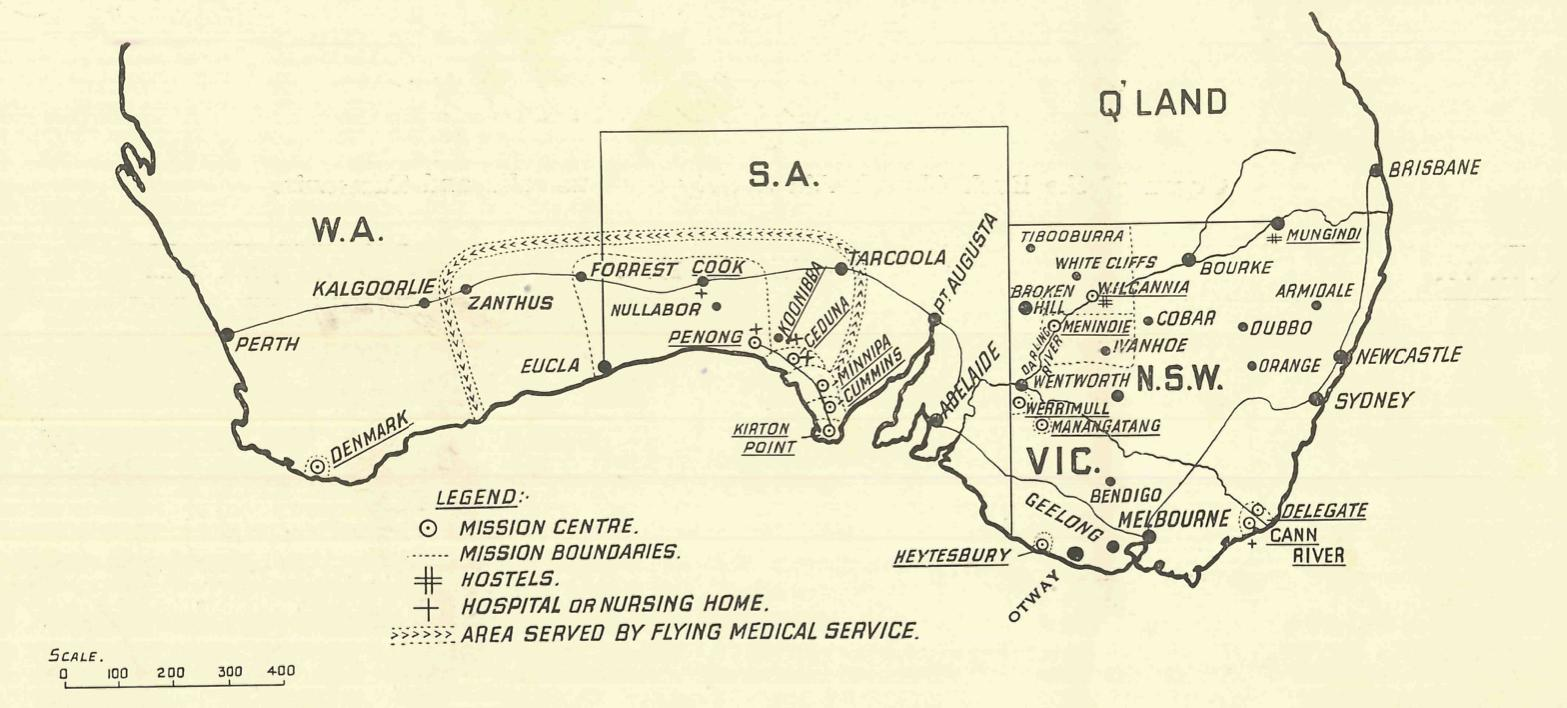 Q'LAND
BRISBANE
S.A.
W.A.
TIBOOBURRA
MUNGINDI
WHITE CLIFFS
BOURKE
TARCOOLA
PT AUGUSTA
KALGOORLIE
ZANTHUS
FORREST
COOK
NULLABOR
KOONIBBA
CEDUNA
PENONG
BROKEN
HILL
WILCANNIA
ARMIDALE
MENINDIE
COBAR
DUBBO
DARLING
RIVER
IVANHOE
PERTH
EUCLA
MINNIPA
CUMMINS
ADELAIDE
WENTWORTH
N.S.W.
ORANGE
NEWCASTLE
SYDNEY
WERRIMULL
MANANGATANG
KIRTON
POINT
DENMARK
VIC.
BENDIGO
GEELONG
MELBOURNE
DELEGATE
CANN
RIVER
HEYTESBURY
OTWAY
LEGEND:-
MISSION CENTRE.
MISSION BOUNDARIES.
HOSTELS.
HOSPITAL OR NURSING HOME.
AREA SERVED BY FLYING MEDICAL SERVICE.
SCALE.
0 100 200 300 400